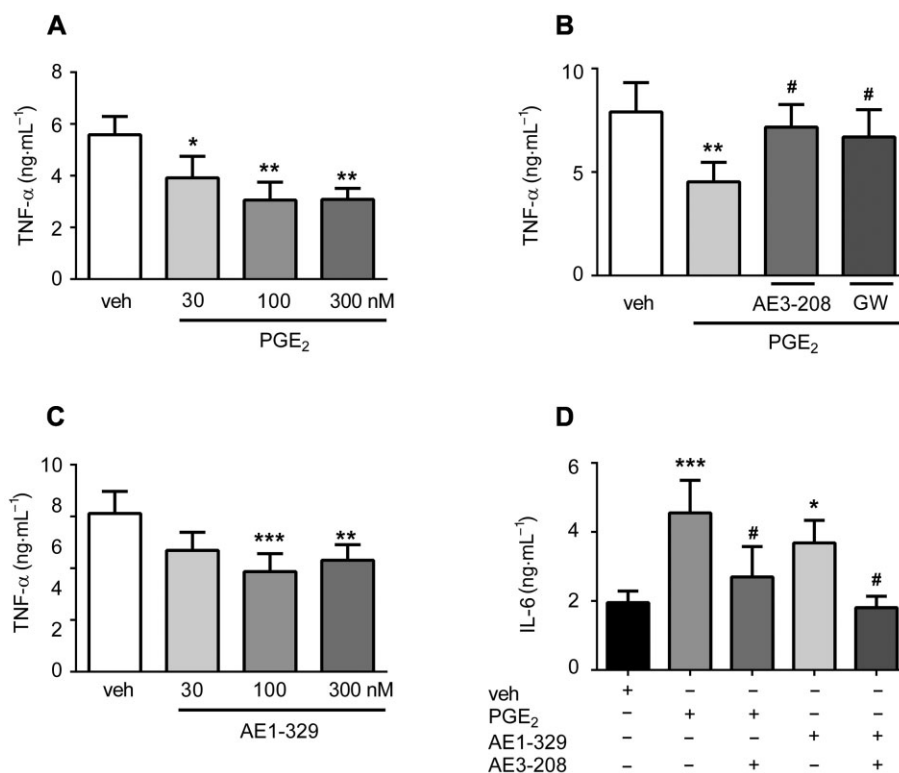 A
TNF-α (ng·mL⁻¹)
8
6
4
2
0
*
**
**
veh
30
100
300 nM
PGE₂
B
TNF-α (ng·mL⁻¹)
10
5
0
**
#
#
veh
AE3-208
GW
PGE₂
C
TNF-α (ng·mL⁻¹)
10
8
6
4
2
0
***
**
veh
30
100
300 nM
AE1-329
D
IL-6 (ng·mL⁻¹)
6
4
2
0
***
#
*
#
veh + – – – –
PGE₂ – + + – –
AE1-329 – – – + +
AE3-208 – – + – +